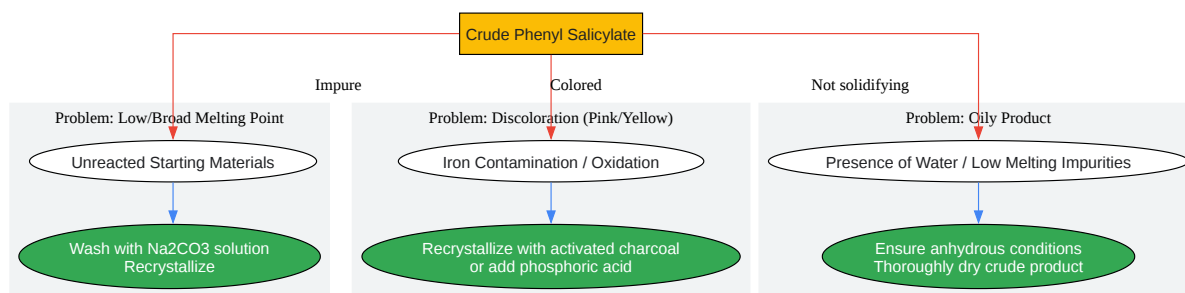 Crude Phenyl Salicylate
Impure
Colored
Not solidifying
Problem: Low/Broad Melting Point
Problem: Discoloration (Pink/Yellow)
Problem: Oily Product
Unreacted Starting Materials
Iron Contamination / Oxidation
Presence of Water / Low Melting Impurities
Wash with Na2CO3 solution
Recrystallize
Recrystallize with activated charcoal
or add phosphoric acid
Ensure anhydrous conditions
Thoroughly dry crude product